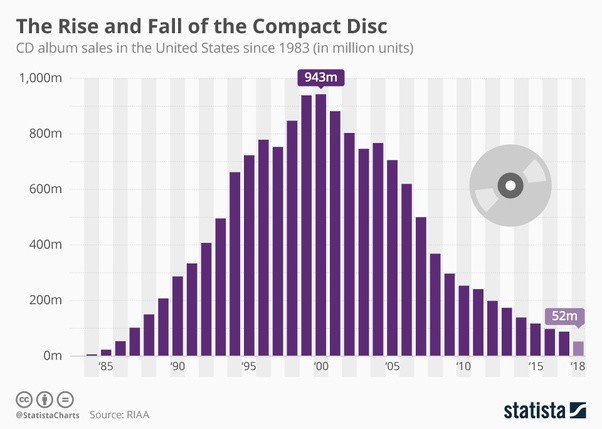 The Rise and Fall of the Compact Disc
CD album sales in the United States since 1983 (in million units)
1,000m
943m
800m
600m
400m
200m
52m
0m
'85 '90 '95 '00 '05 '10 '15 '18
cc
@StatistaCharts Source: RIAA
statista